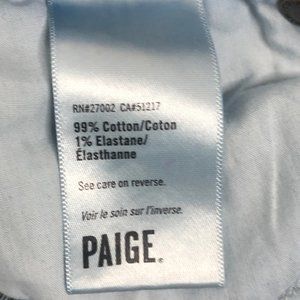 RN#27002 CA#51217
99% Cotton/Coton
1% Elastane/
Élasthanne
See care on reverse.
Voir le soin sur l'inverse.
PAIGE®